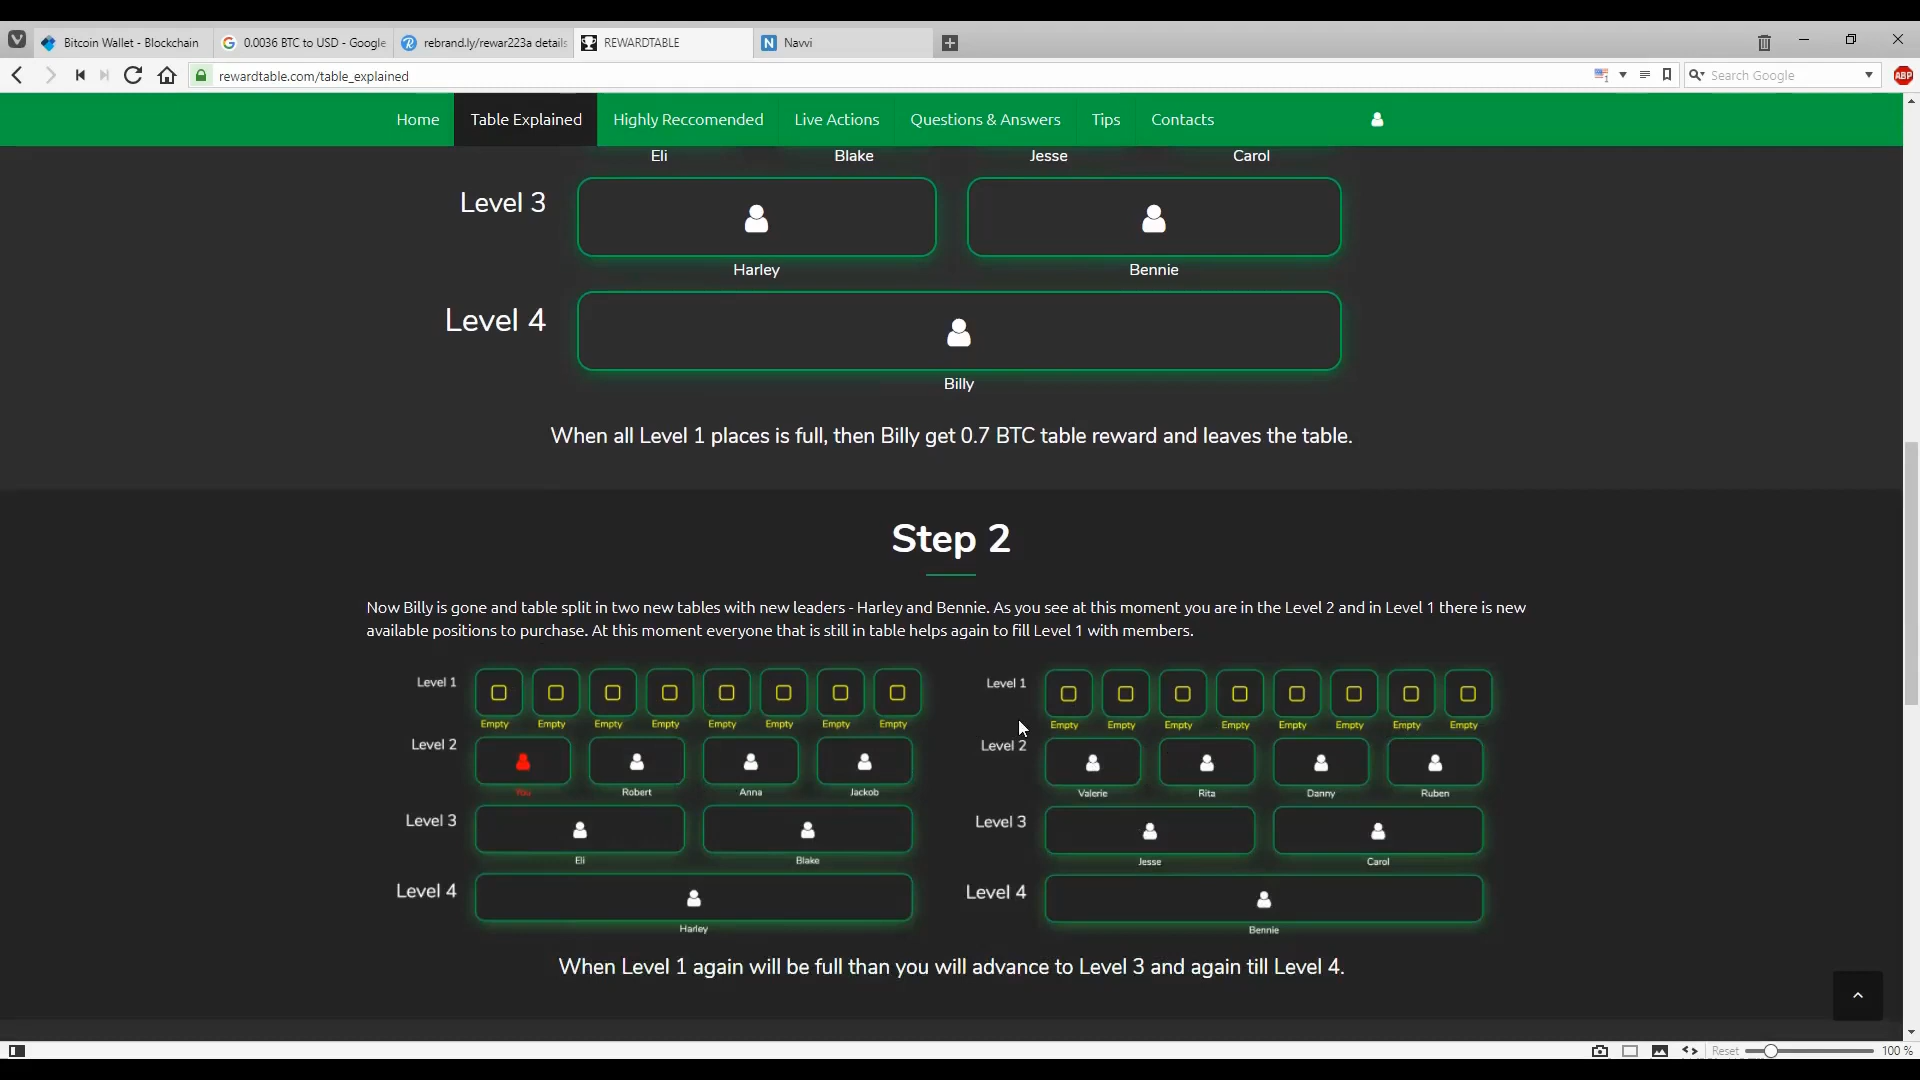 Bitcoin Wallet - Blockchain
0.0036 BTC to USD - Google
rebrand.ly/rewar223a details
REWARDTABLE
Navvi
rewardtable.com/table_explained
Search Google
ABP
Home
Table Explained
Highly Reccomended
Live Actions
Questions & Answers
Tips
Contacts
Eli Blake Jesse Carol
Level 3
Harley Bennie
Level 4
Billy
When all Level 1 places is full, then Billy get 0.7 BTC table reward and leaves the table.
Step 2
Now Billy is gone and table split in two new tables with new leaders - Harley and Bennie. As you see at this moment you are in the Level 2 and in Level 1 there is new
available positions to purchase. At this moment everyone that is still in table helps again to fill Level 1 with members.
Level 1
Empty Empty Empty Empty Empty Empty Empty Empty
Level 2
You Robert Anna Jackob
Level 3
Eli Blake
Level 4
Harley
Level 1
Empty Empty Empty Empty Empty Empty Empty Empty
Level 2
Valerie Rita Danny Ruben
Level 3
Jesse Carol
Level 4
Bennie
When Level 1 again will be full than you will advance to Level 3 and again till Level 4.
Reset
100 %